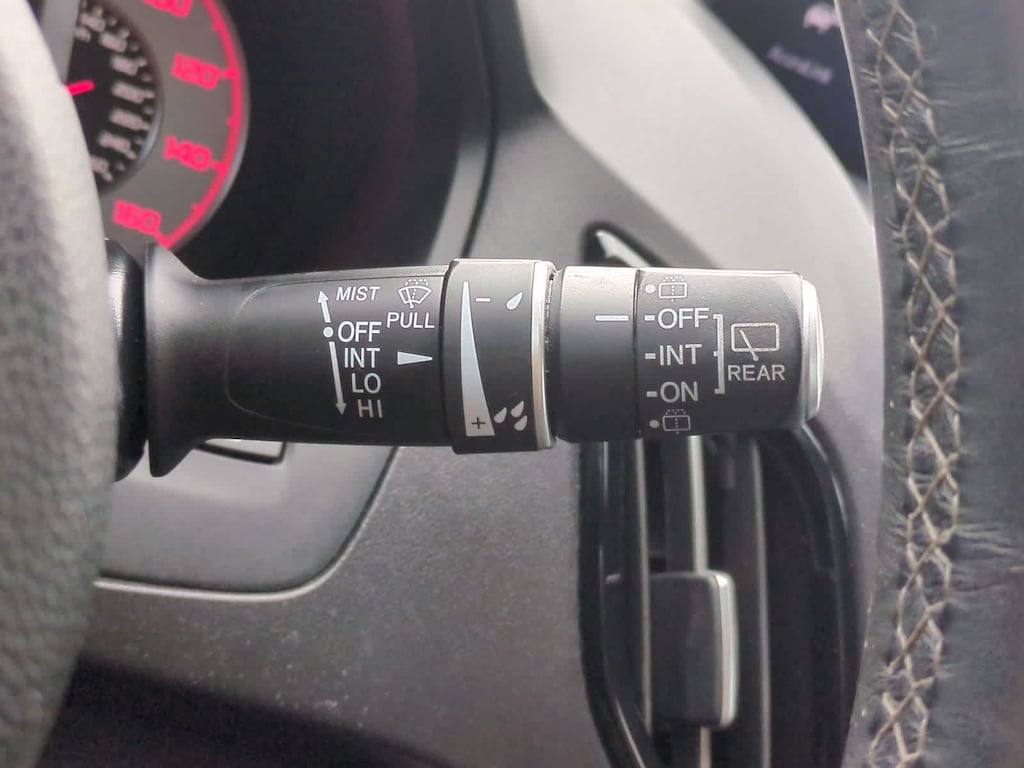 120
140
160
MIST
OFF
PULL
INT
LO
HI
−
+
-OFF
-INT
-ON
REAR